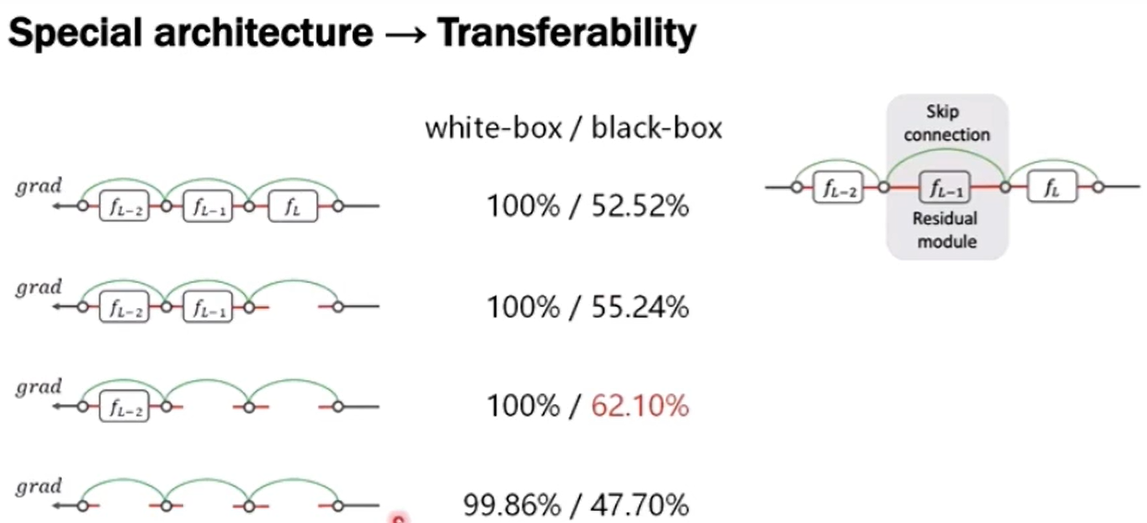 Special architecture → Transferability
white-box / black-box
grad f_{L-2} f_{L-1} f_L 100% / 52.52%
grad f_{L-2} f_{L-1} 100% / 55.24%
grad f_{L-2} 100% / 62.10%
grad 99.86% / 47.70%
Skip
connection
f_{L-2} f_{L-1} f_L
Residual
module